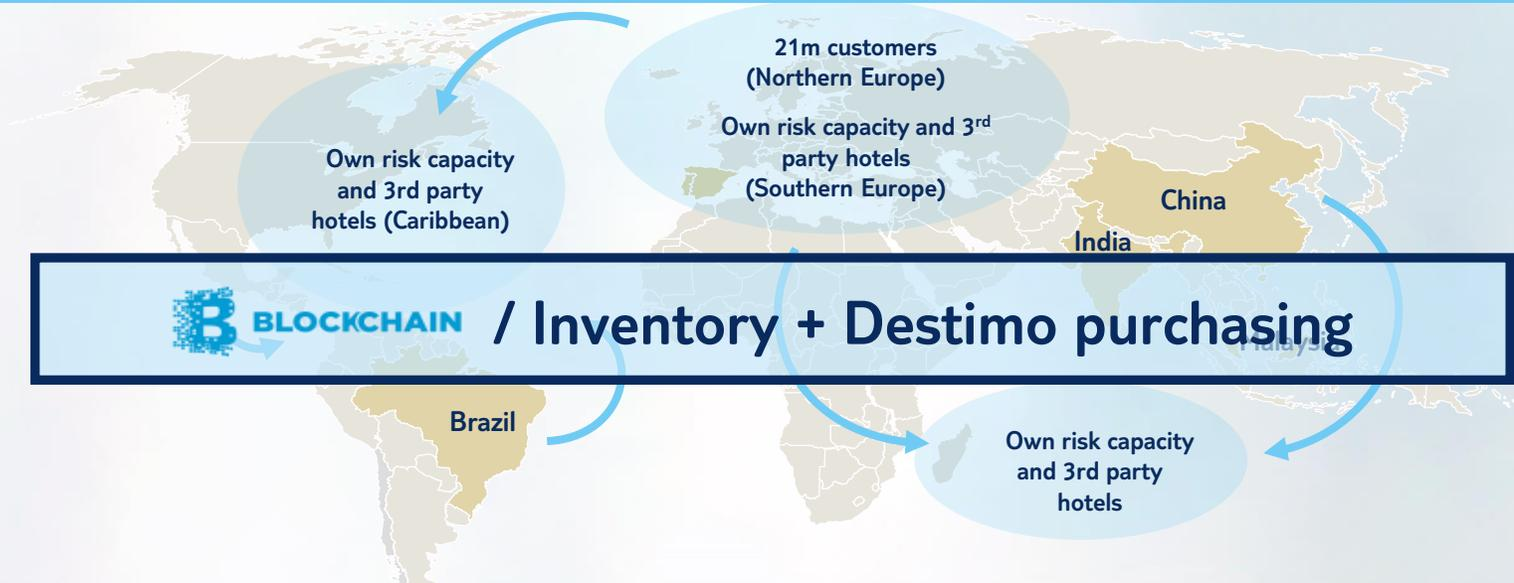 21m customers
(Northern Europe)
Own risk capacity and 3rd
party hotels
(Southern Europe)
Own risk capacity
and 3rd party
hotels (Caribbean)
China
India
BLOCKCHAIN / Inventory + Destimo purchasing
Malaysia
Brazil
Own risk capacity
and 3rd party
hotels